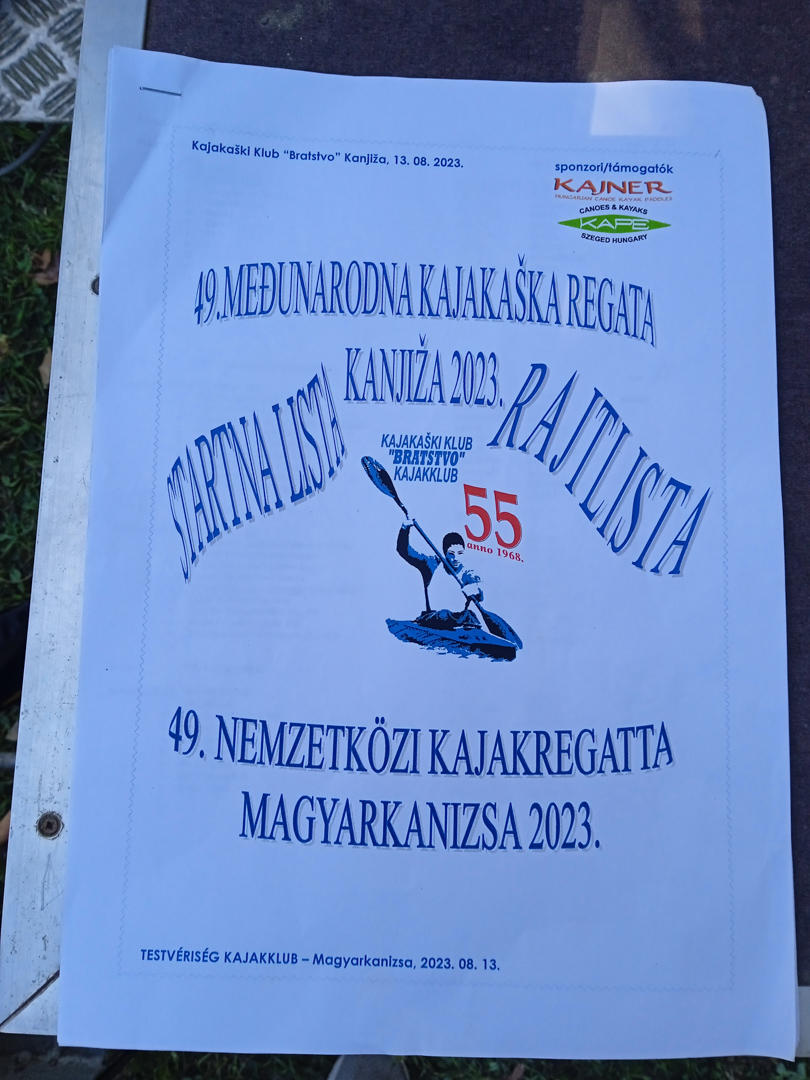 Kajakaški Klub "Bratstvo" Kanjiža, 13. 08. 2023.
sponzori/támogatók
KAJNER
HUNGARIAN CANOE KAYAK PADDLES
CANOES & KAYAKS
KAPE
SZEGED HUNGARY
49.MEĐUNARODNA KAJAKAŠKA REGATA
KANJIŽA 2023.
STARTNA LISTA
RAJTLISTA
KAJAKAŠKI KLUB
"BRATSTVO"
KAJAKKLUB
55
anno 1968.
49. NEMZETKÖZI KAJAKREGATTA
MAGYARKANIZSA 2023.
TESTVÉRISÉG KAJAKKLUB – Magyarkanizsa, 2023. 08. 13.